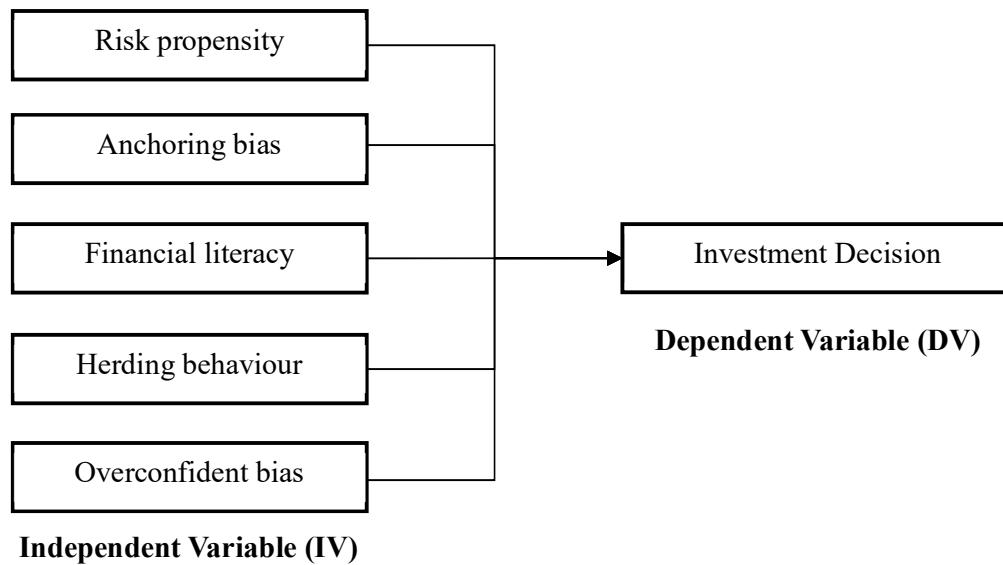 Risk propensity
Anchoring bias
Financial literacy
Herding behaviour
Overconfident bias
Independent Variable (IV)
Investment Decision
Dependent Variable (DV)